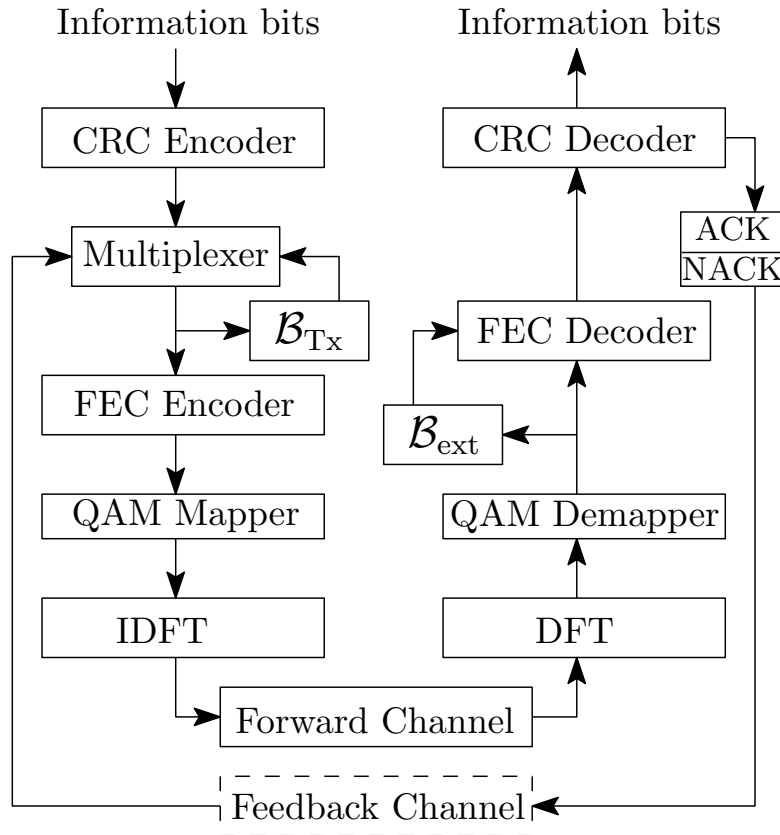 Information bits
CRC Encoder
Multiplexer
ℬ_Tx
FEC Encoder
QAM Mapper
IDFT
Forward Channel
Feedback Channel
Information bits
CRC Decoder
ACK
NACK
FEC Decoder
ℬ_ext
QAM Demapper
DFT